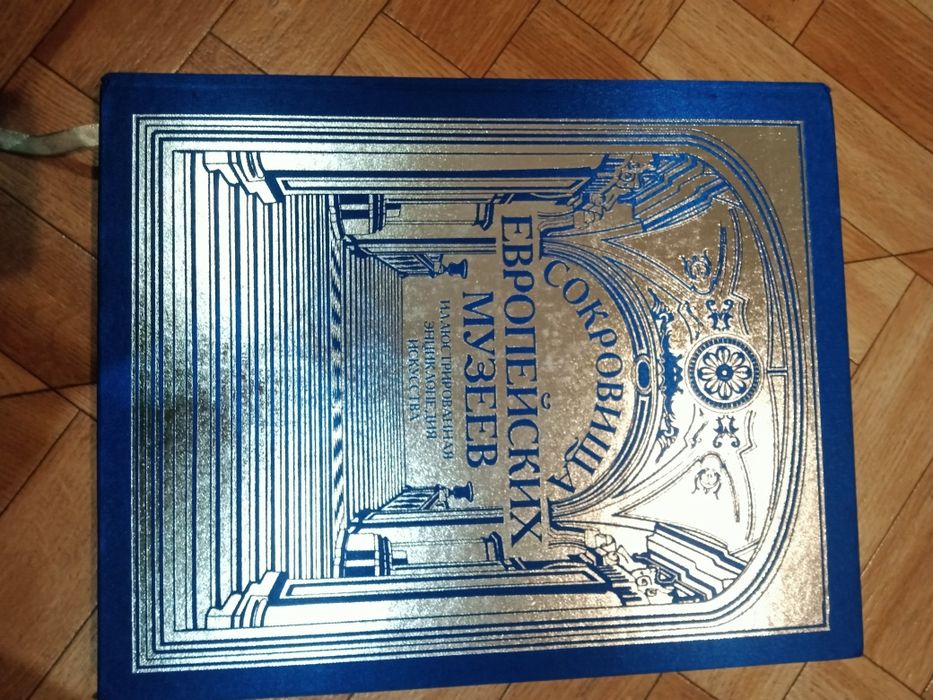 СОКРОВИЩА
ЕВРОПЕЙСКИХ
МУЗЕЕВ
ИЛЛЮСТРИРОВАННАЯ
ЭНЦИКЛОПЕДИЯ
ИСКУССТВА